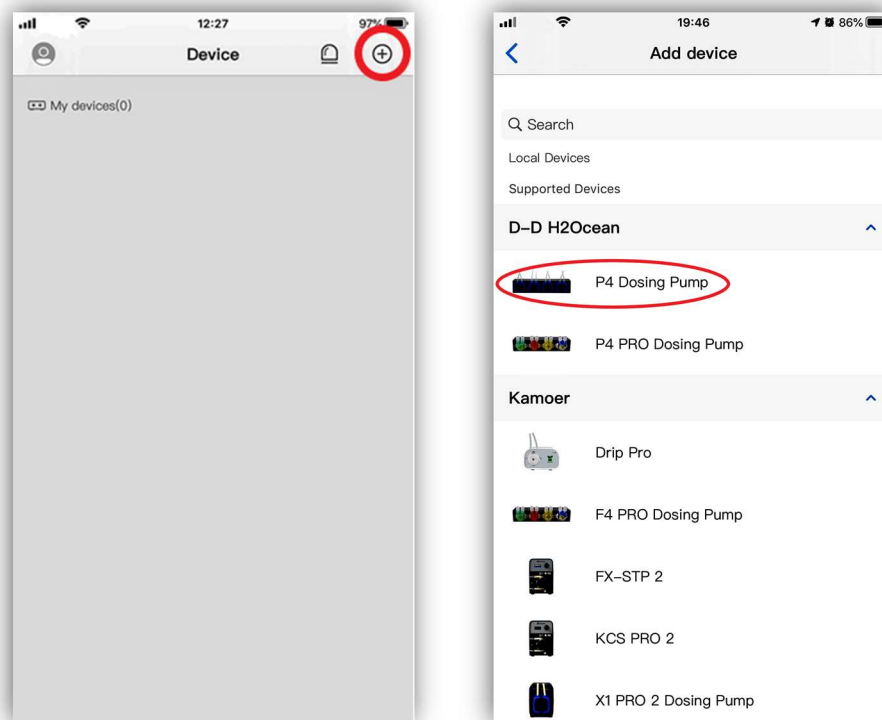 12:27
97%
Device
My devices(0)
19:46
86%
Add device
Search
Local Devices
Supported Devices
D-D H2Ocean
P4 Dosing Pump
P4 PRO Dosing Pump
Kamoer
Drip Pro
F4 PRO Dosing Pump
FX-STP 2
KCS PRO 2
X1 PRO 2 Dosing Pump